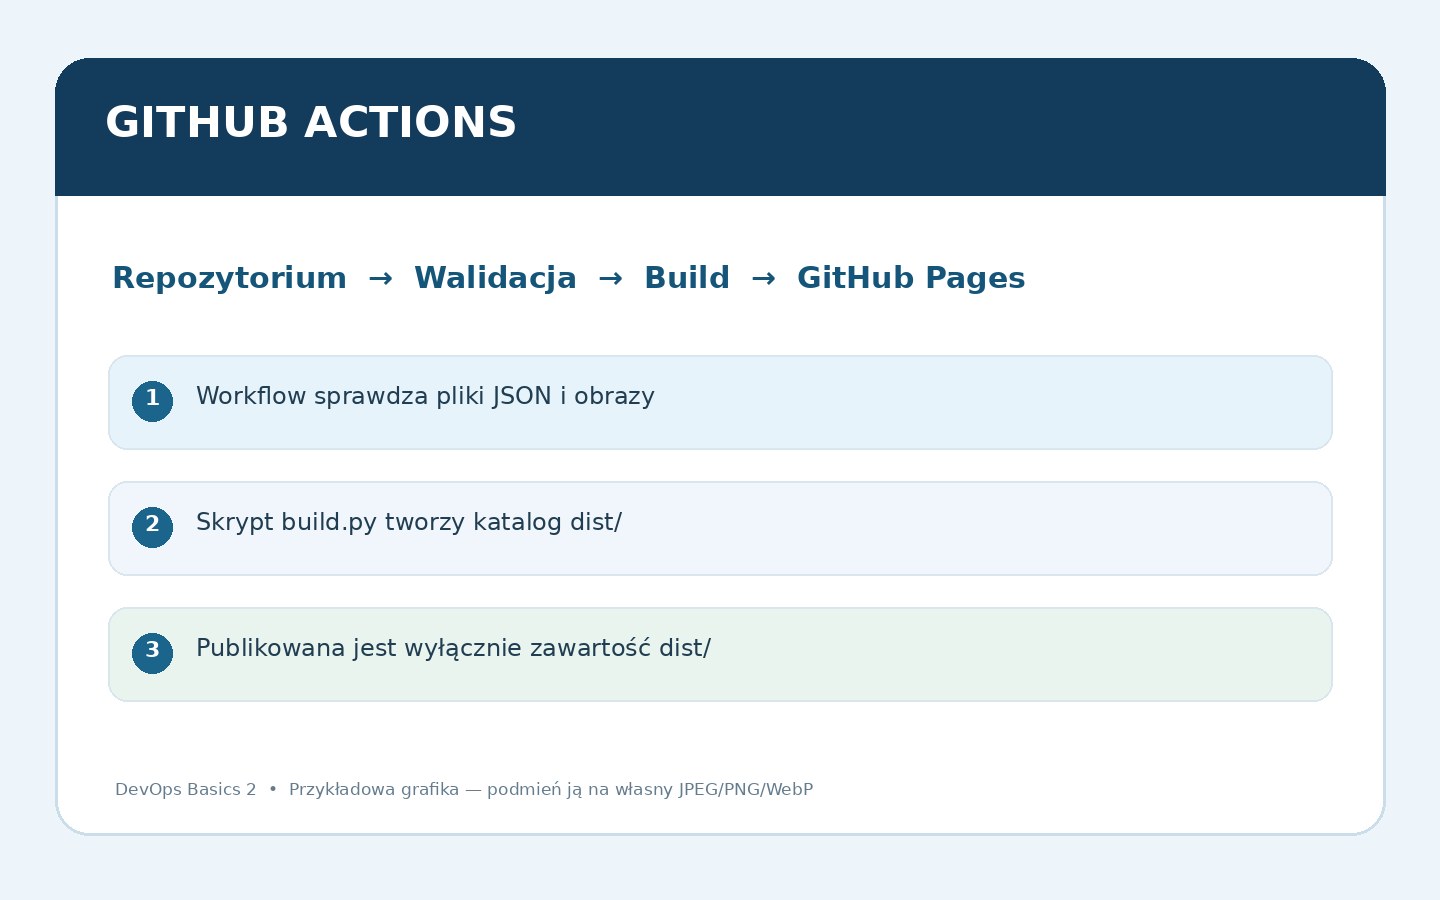 GITHUB ACTIONS
Repozytorium → Walidacja → Build → GitHub Pages
1 Workflow sprawdza pliki JSON i obrazy
2 Skrypt build.py tworzy katalog dist/
3 Publikowana jest wyłącznie zawartość dist/
DevOps Basics 2 • Przykładowa grafika — podmień ją na własny JPEG/PNG/WebP